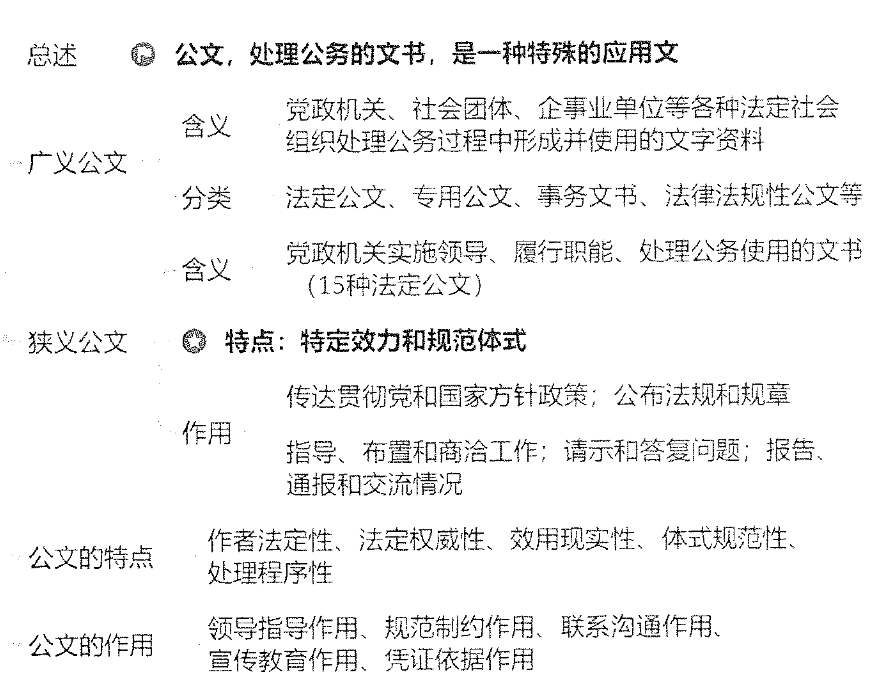 总述 公文，处理公务的文书，是一种特殊的应用文
广义公文
含义
党政机关、社会团体、企事业单位等各种法定社会
组织处理公务过程中形成并使用的文字资料
分类 法定公文、专用公文、事务文书、法律法规性公文等
狭义公文
含义
党政机关实施领导、履行职能、处理公务使用的文书
（15种法定公文）
特点：特定效力和规范体式
作用
传达贯彻党和国家方针政策；公布法规和规章
指导、布置和商洽工作；请示和答复问题；报告、
通报和交流情况
公文的特点
作者法定性、法定权威性、效用现实性、体式规范性、
处理程序性
公文的作用
领导指导作用、规范制约作用、联系沟通作用、
宣传教育作用、凭证依据作用